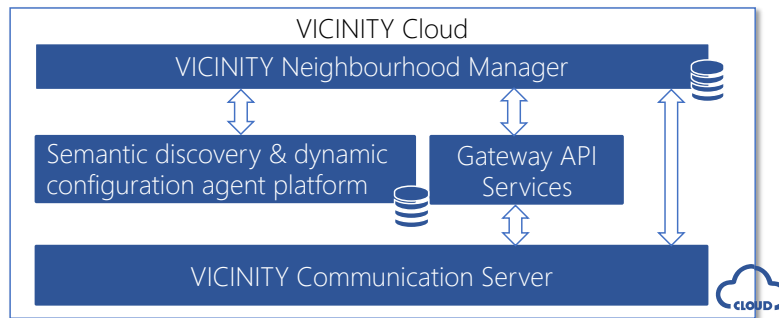 VICINITY Cloud
VICINITY Neighbourhood Manager
Semantic discovery & dynamic
configuration agent platform
Gateway API
Services
VICINITY Communication Server
CLOUD